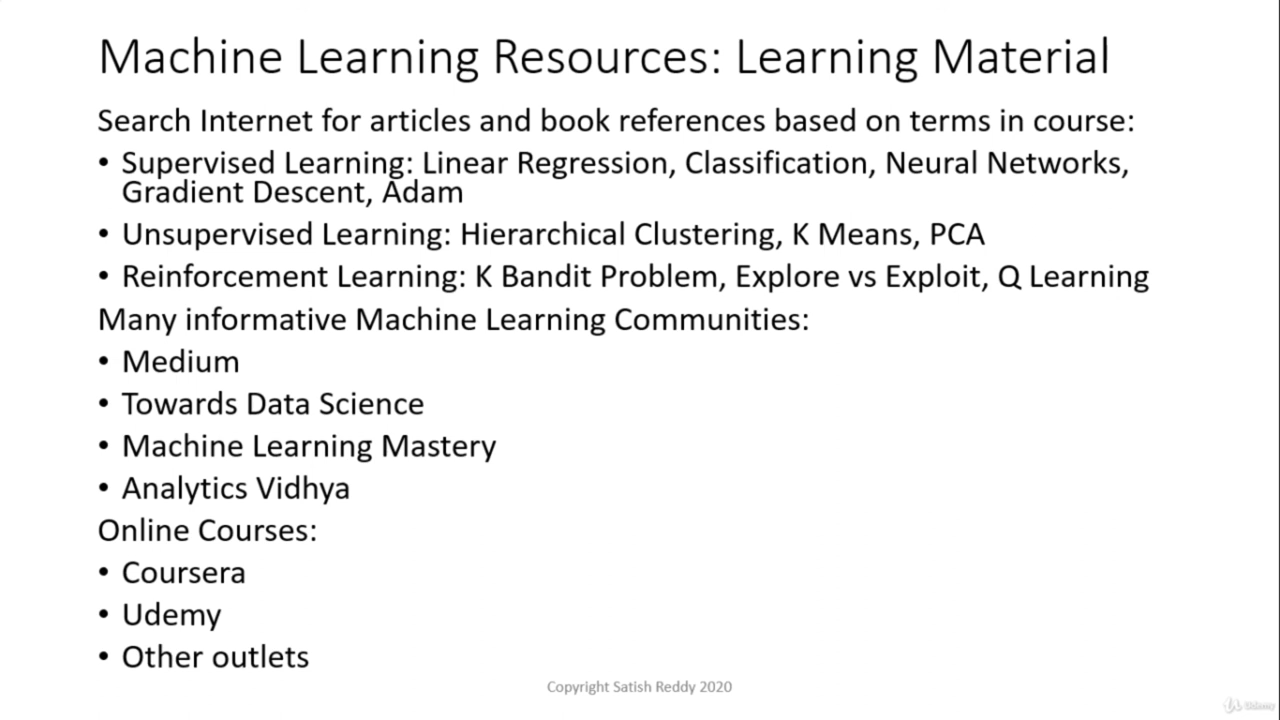 Machine Learning Resources: Learning Material
Search Internet for articles and book references based on terms in course:
• Supervised Learning: Linear Regression, Classification, Neural Networks,
Gradient Descent, Adam
• Unsupervised Learning: Hierarchical Clustering, K Means, PCA
• Reinforcement Learning: K Bandit Problem, Explore vs Exploit, Q Learning
Many informative Machine Learning Communities:
• Medium
• Towards Data Science
• Machine Learning Mastery
• Analytics Vidhya
Online Courses:
• Coursera
• Udemy
• Other outlets
Copyright Satish Reddy 2020
Udemy